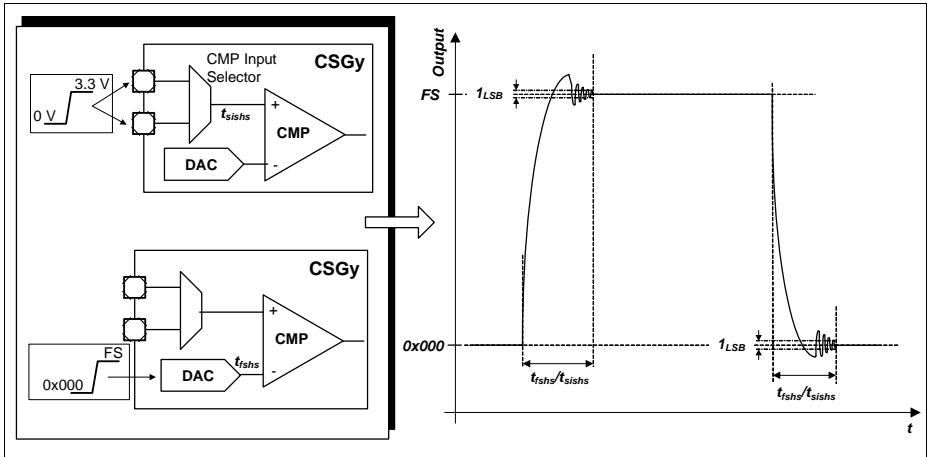 CSGy
CMP Input
Selector
3.3 V
0 V
t_sishs
+
CMP
DAC
-
CSGy
+
CMP
FS
0x000
t_fshs
DAC
-
Output
FS
1_LSB
0x000
1_LSB
t_fshs/t_sishs
t_fshs/t_sishs
t